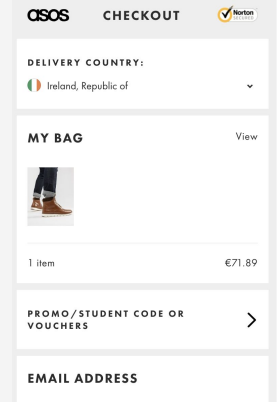 asos CHECKOUT Norton
SECURED
DELIVERY COUNTRY:
Ireland, Republic of
MY BAG View
1 item €71.89
PROMO/STUDENT CODE OR
VOUCHERS
EMAIL ADDRESS